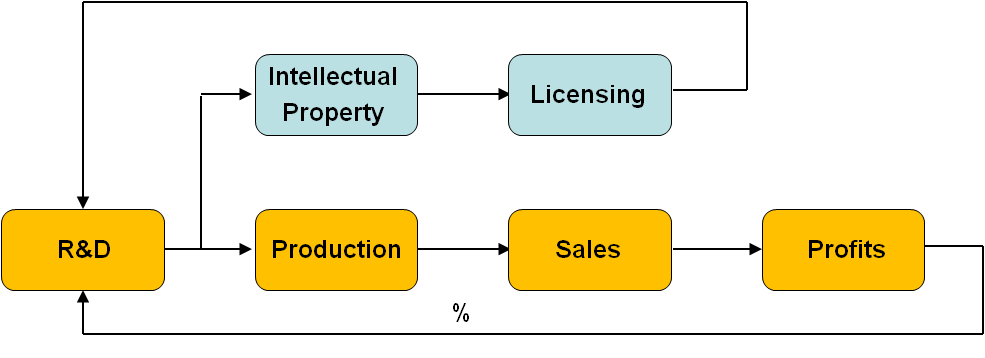 Intellectual
Property
Licensing
R&D
Production
Sales
Profits
%